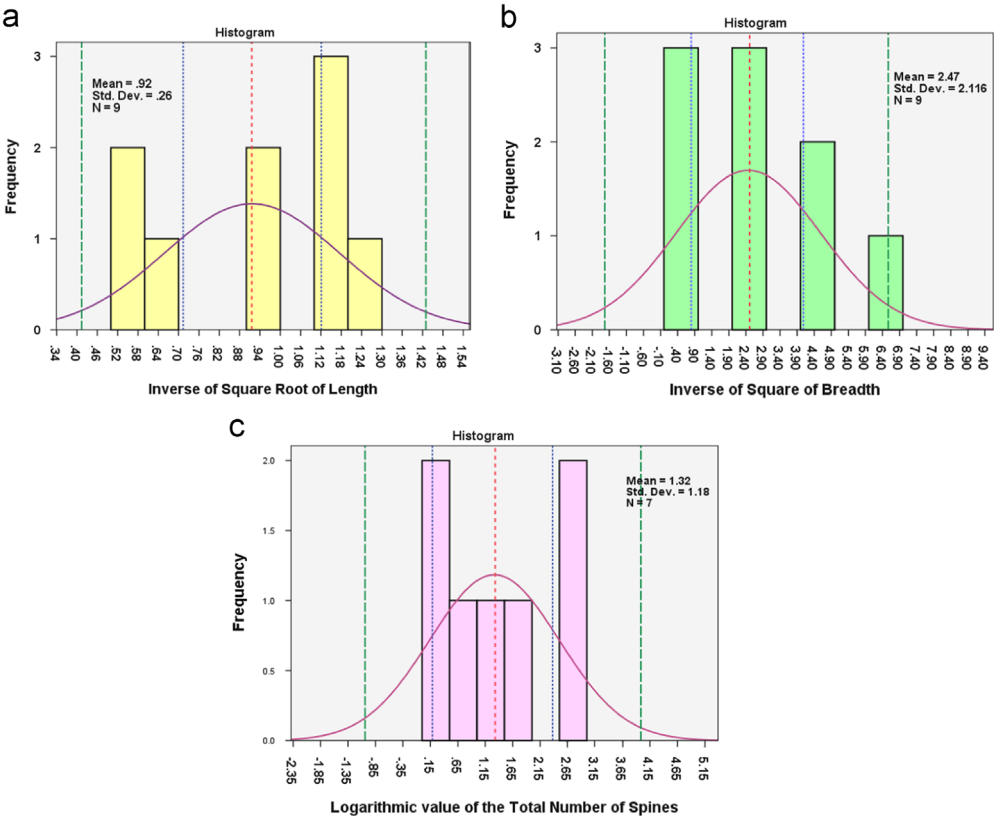 a
Histogram
Mean = .92
Std. Dev. = .26
N = 9
Frequency
3
2
1
0
.34 .40 .46 .52 .58 .64 .70 .76 .82 .88 .94 1.00 1.06 1.12 1.18 1.24 1.30 1.36 1.42 1.48 1.54
Inverse of Square Root of Length
b
Histogram
Mean = 2.47
Std. Dev. = 2.116
N = 9
Frequency
3
2
1
0
-3.10 -2.60 -2.10 -1.60 -1.10 -.60 -.10 .40 .90 1.40 1.90 2.40 2.90 3.40 3.90 4.40 4.90 5.40 5.90 6.40 6.90 7.40 7.90 8.40 8.90 9.40
Inverse of Square of Breadth
c
Histogram
Mean = 1.32
Std. Dev. = 1.18
N = 7
Frequency
2.0
1.5
1.0
0.5
0.0
-2.35 -1.85 -1.35 -.85 -.35 .15 .65 1.15 1.65 2.15 2.65 3.15 3.65 4.15 4.65 5.15
Logarithmic value of the Total Number of Spines